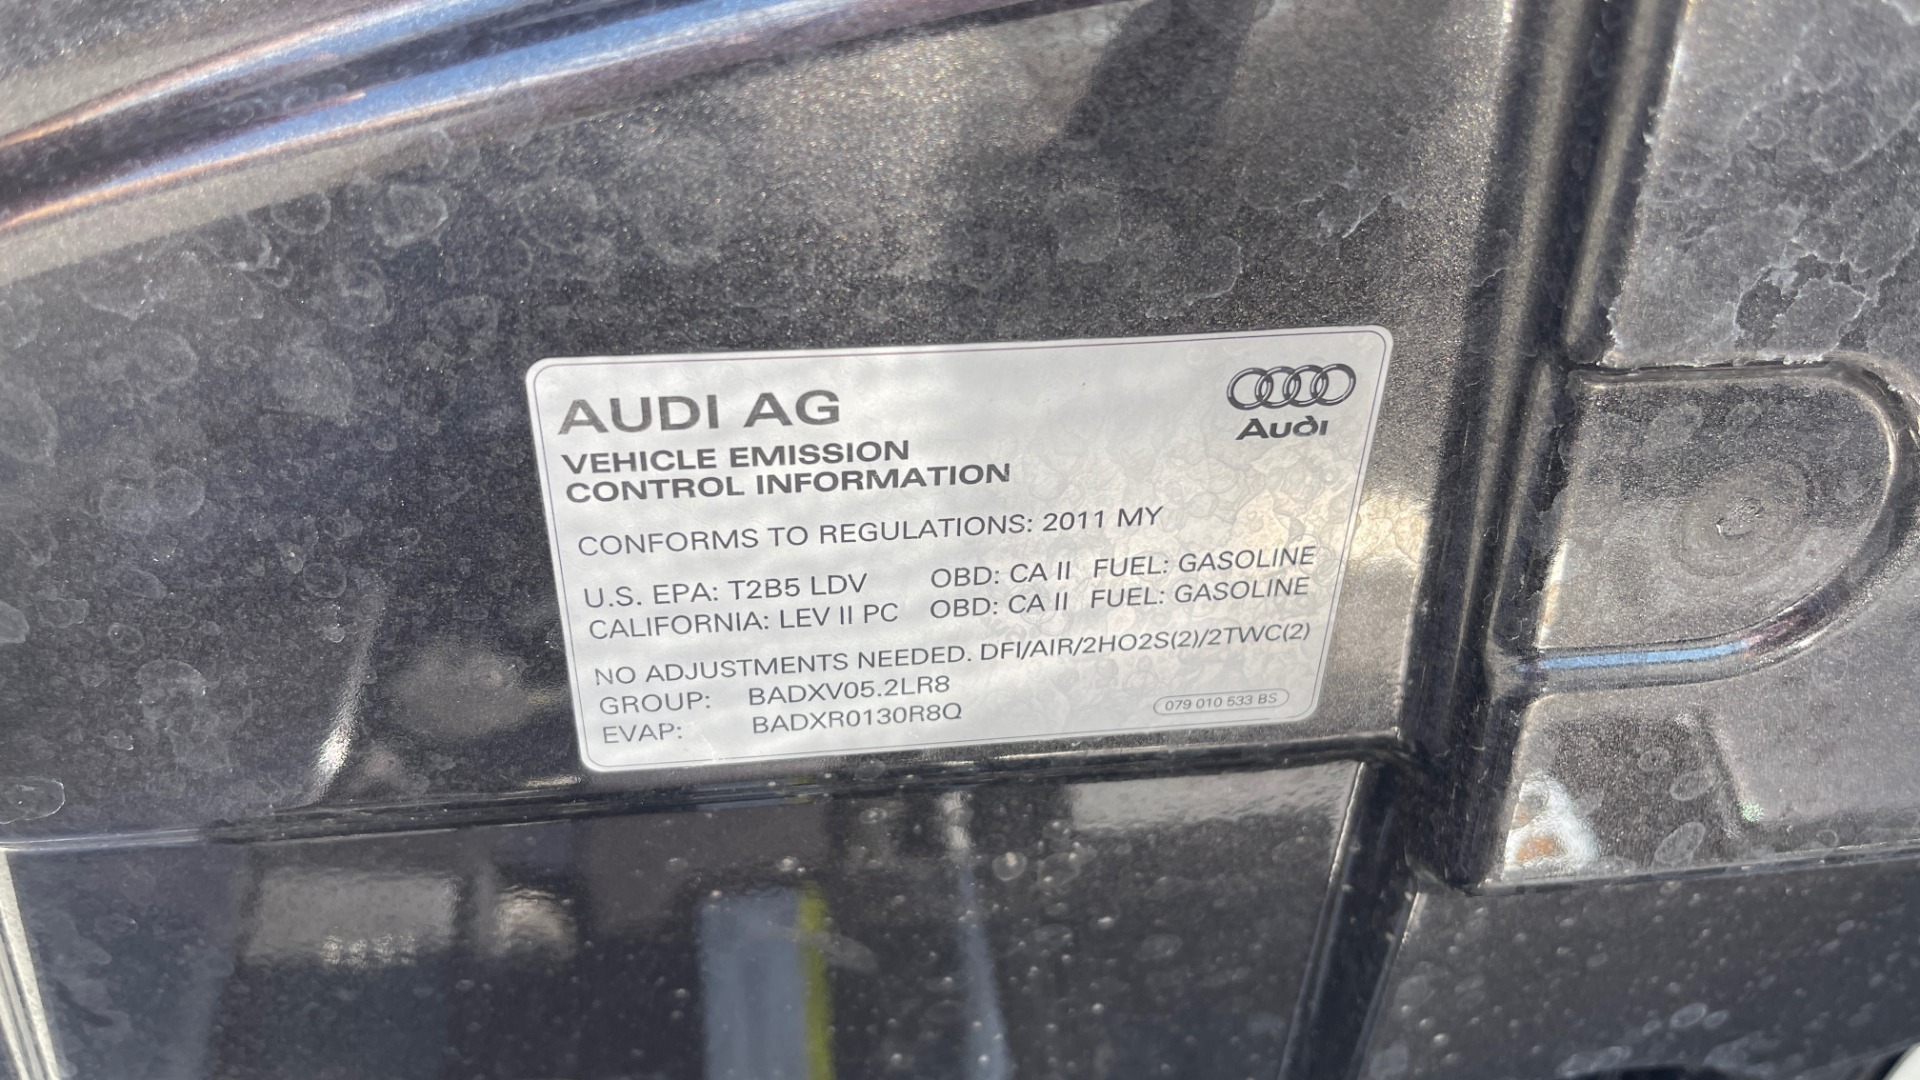 AUDI AG
Audi
VEHICLE EMISSION
CONTROL INFORMATION
CONFORMS TO REGULATIONS: 2011 MY
U.S. EPA: T2B5 LDV OBD: CA II FUEL: GASOLINE
CALIFORNIA: LEV II PC OBD: CA II FUEL: GASOLINE
NO ADJUSTMENTS NEEDED. DFI/AIR/2HO2S(2)/2TWC(2)
GROUP: BADXV05.2LR8
EVAP: BADXR0130R8Q
079 010 533 BS